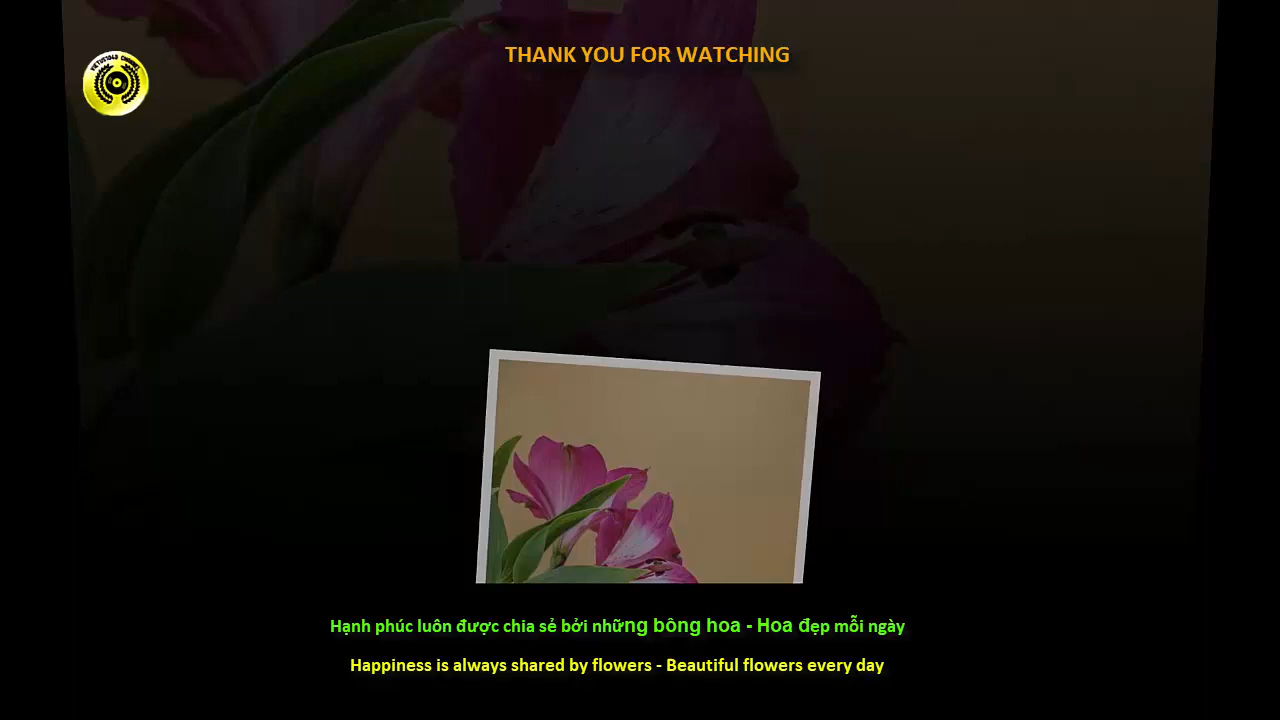 THANK YOU FOR WATCHING
Hạnh phúc luôn được chia sẻ bởi những bông hoa - Hoa đẹp mỗi ngày
Happiness is always shared by flowers - Beautiful flowers every day